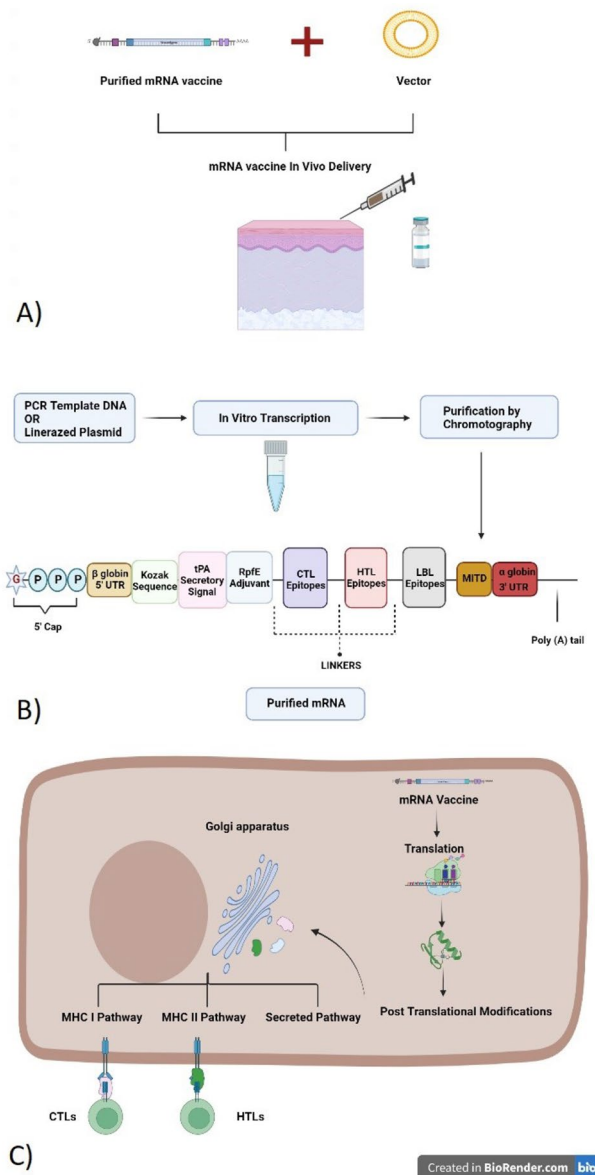 Purified mRNA vaccine
Vector
mRNA vaccine In Vivo Delivery
A)
PCR Template DNA
OR
Linerazed Plasmid
In Vitro Transcription
Purification by
Chromotography
G
P
P
P
β globin
5' UTR
Kozak
Sequence
tPA
Secretory
Signal
RpfE
Adjuvant
CTL
Epitopes
HTL
Epitopes
LBL
Epitopes
MITD
α globin
3' UTR
5' Cap
LINKERS
Poly (A) tail
Purified mRNA
B)
mRNA Vaccine
Golgi apparatus
Translation
Post Translational Modifications
MHC I Pathway
MHC II Pathway
Secreted Pathway
CTLs
HTLs
C)
Created in BioRender.com
bio